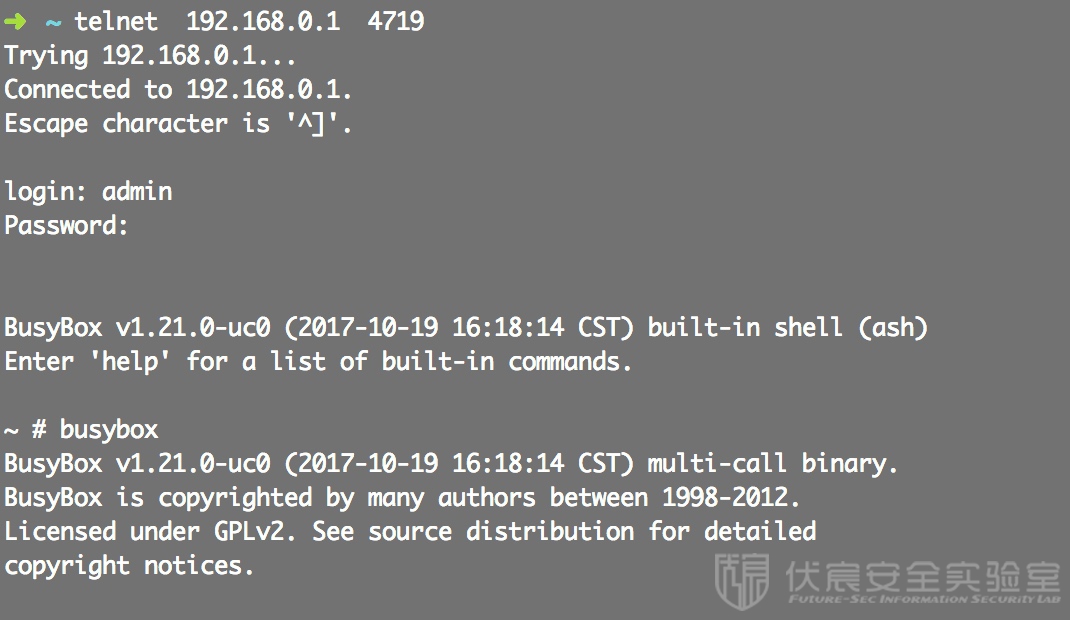 ➜ ~ telnet 192.168.0.1 4719
Trying 192.168.0.1...
Connected to 192.168.0.1.
Escape character is '^]'.
login: admin
Password:
BusyBox v1.21.0-uc0 (2017-10-19 16:18:14 CST) built-in shell (ash)
Enter 'help' for a list of built-in commands.
~ # busybox
BusyBox v1.21.0-uc0 (2017-10-19 16:18:14 CST) multi-call binary.
BusyBox is copyrighted by many authors between 1998-2012.
Licensed under GPLv2. See source distribution for detailed
copyright notices.
伏宸安全实验室
Future-Sec Information Security Lab